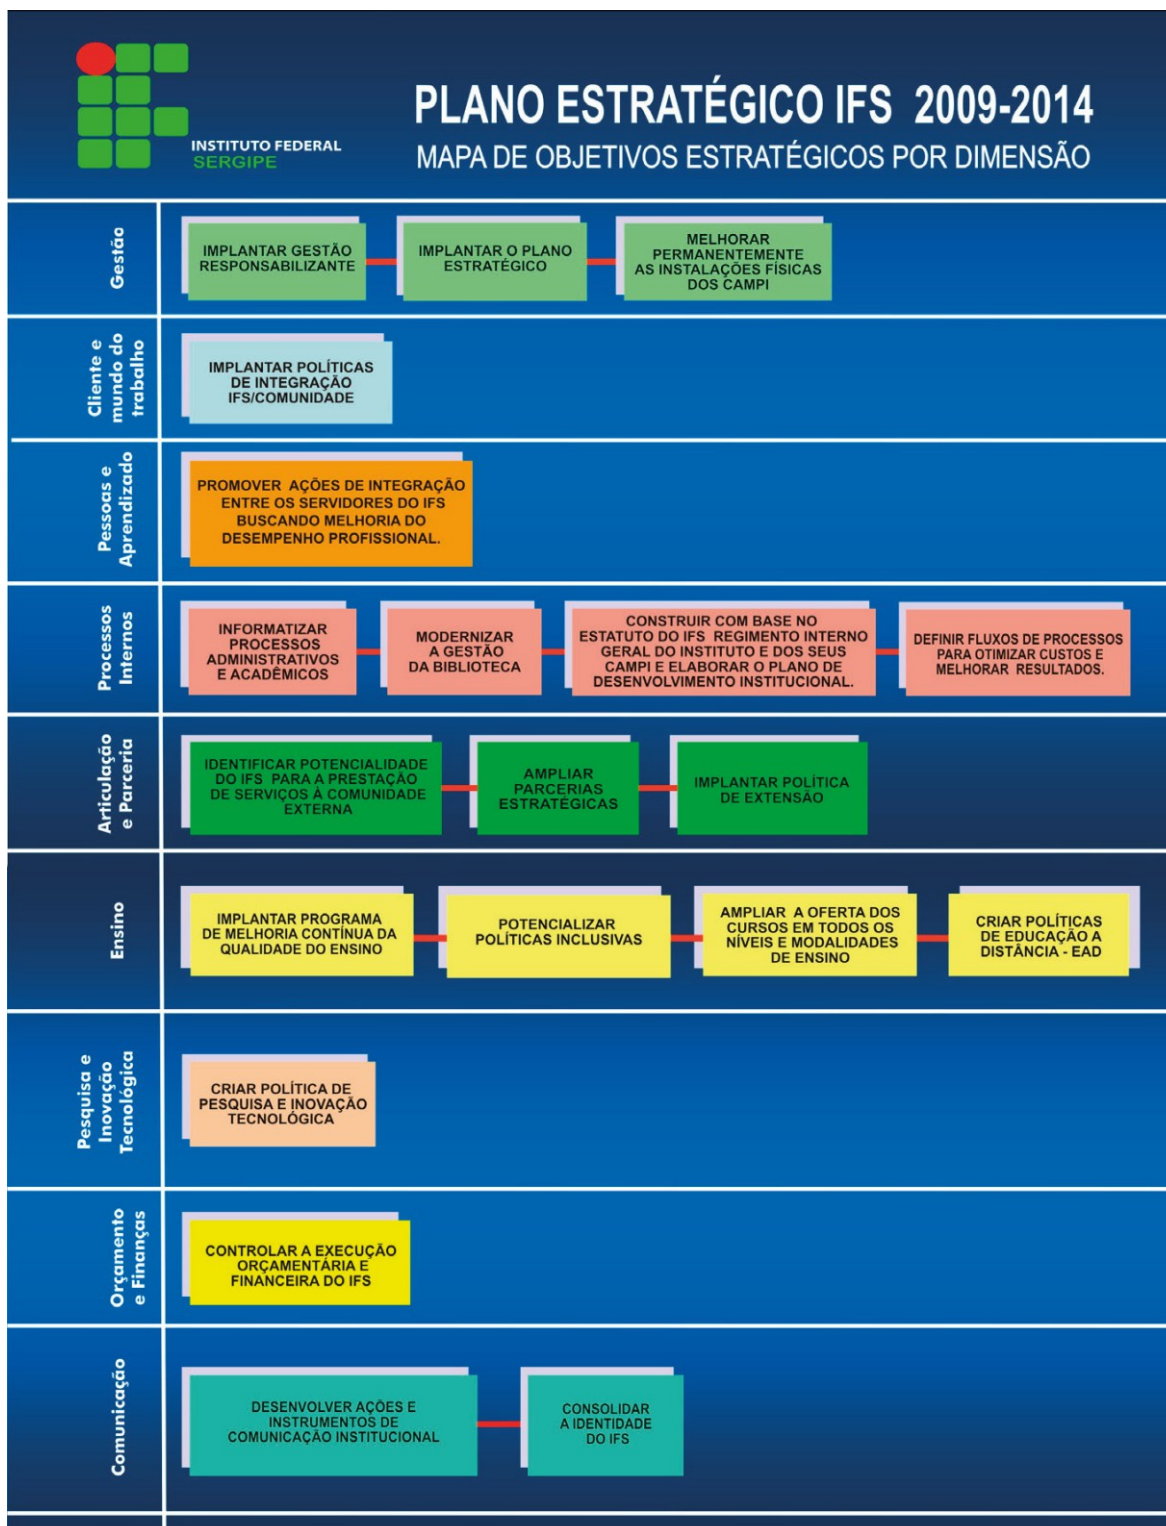 INSTITUTO FEDERAL
SERGIPE
PLANO ESTRATÉGICO IFS 2009-2014
MAPA DE OBJETIVOS ESTRATÉGICOS POR DIMENSÃO
Gestão
IMPLANTAR GESTÃO
RESPONSABILIZANTE
IMPLANTAR O PLANO
ESTRATÉGICO
MELHORAR
PERMANENTEMENTE
AS INSTALAÇÕES FÍSICAS
DOS CAMPI
Cliente e
mundo do
trabalho
IMPLANTAR POLÍTICAS
DE INTEGRAÇÃO
IFS/COMUNIDADE
Pessoas e
Aprendizado
PROMOVER AÇÕES DE INTEGRAÇÃO
ENTRE OS SERVIDORES DO IFS
BUSCANDO MELHORIA DO
DESEMPENHO PROFISSIONAL.
Processos
Internos
INFORMATIZAR
PROCESSOS
ADMINISTRATIVOS
E ACADÊMICOS
MODERNIZAR
A GESTÃO
DA BIBLIOTECA
CONSTRUIR COM BASE NO
ESTATUTO DO IFS REGIMENTO INTERNO
GERAL DO INSTITUTO E DOS SEUS
CAMPI E ELABORAR O PLANO DE
DESENVOLVIMENTO INSTITUCIONAL.
DEFINIR FLUXOS DE PROCESSOS
PARA OTIMIZAR CUSTOS E
MELHORAR RESULTADOS.
Articulação
e Parceria
IDENTIFICAR POTENCIALIDADE
DO IFS PARA A PRESTAÇÃO
DE SERVIÇOS À COMUNIDADE
EXTERNA
AMPLIAR
PARCERIAS
ESTRATÉGICAS
IMPLANTAR POLÍTICA
DE EXTENSÃO
Ensino
IMPLANTAR PROGRAMA
DE MELHORIA CONTÍNUA DA
QUALIDADE DO ENSINO
POTENCIALIZAR
POLÍTICAS INCLUSIVAS
AMPLIAR A OFERTA DOS
CURSOS EM TODOS OS
NÍVEIS E MODALIDADES
DE ENSINO
CRIAR POLÍTICAS
DE EDUCAÇÃO A
DISTÂNCIA - EAD
Pesquisa e
Inovação
Tecnológica
CRIAR POLÍTICA DE
PESQUISA E INOVAÇÃO
TECNOLÓGICA
Orçamento
e Finanças
CONTROLAR A EXECUÇÃO
ORÇAMENTÁRIA E
FINANCEIRA DO IFS
Comunicação
DESENVOLVER AÇÕES E
INSTRUMENTOS DE
COMUNICAÇÃO INSTITUCIONAL
CONSOLIDAR
A IDENTIDADE
DO IFS